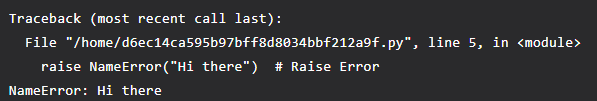 Traceback (most recent call last):
  File "/home/d6ec14ca595b97bff8d8034bbf212a9f.py", line 5, in <module>
    raise NameError("Hi there")  # Raise Error
NameError: Hi there